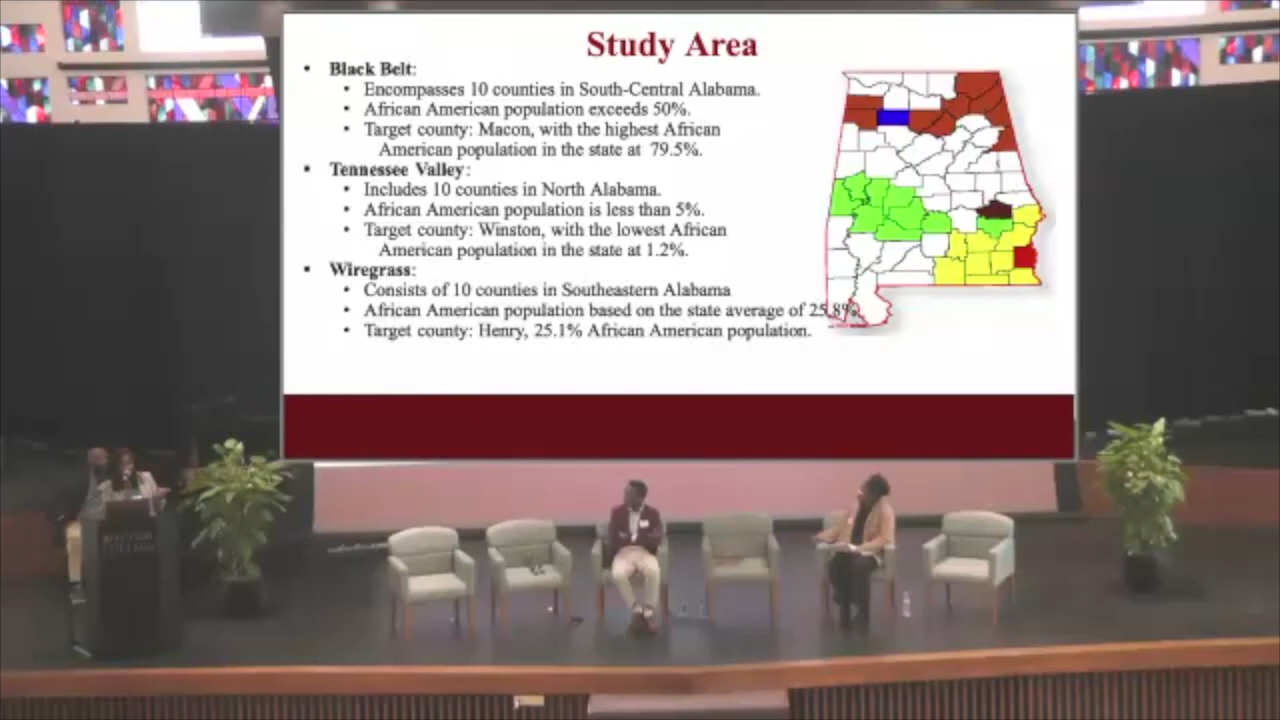 Study Area
• Black Belt:
• Encompasses 10 counties in South-Central Alabama.
• African American population exceeds 50%.
• Target county: Macon, with the highest African
American population in the state at 79.5%.
• Tennessee Valley:
• Includes 10 counties in North Alabama.
• African American population is less than 5%.
• Target county: Winston, with the lowest African
American population in the state at 1.2%.
• Wiregrass:
• Consists of 10 counties in Southeastern Alabama
• African American population based on the state average of 25.8%.
• Target county: Henry, 25.1% African American population.